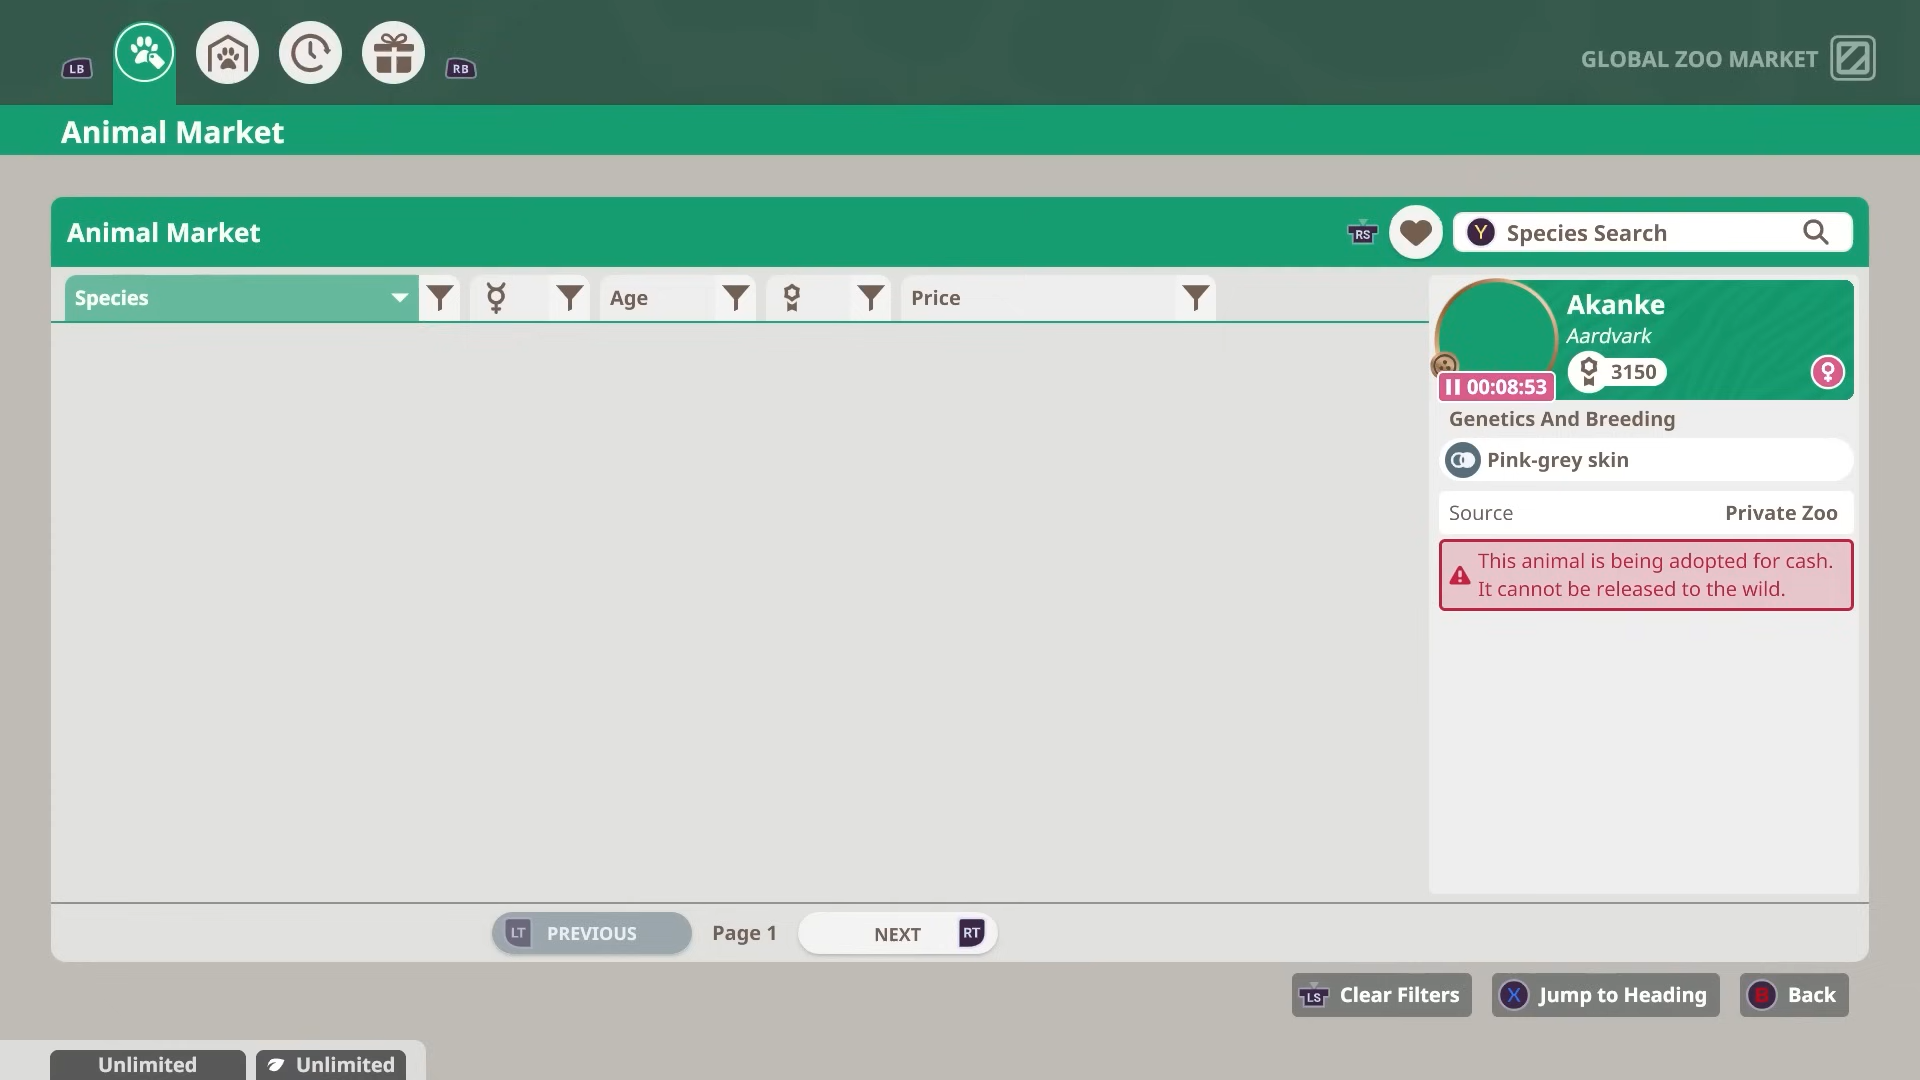 LB
RB
GLOBAL ZOO MARKET
Animal Market
Animal Market
RS
Y Species Search
Species
Age
Price
Akanke
Aardvark
3150
00:08:53
Genetics And Breeding
Pink-grey skin
Source Private Zoo
This animal is being adopted for cash.
It cannot be released to the wild.
LT PREVIOUS Page 1 NEXT RT
LS Clear Filters X Jump to Heading B Back
Unlimited Unlimited